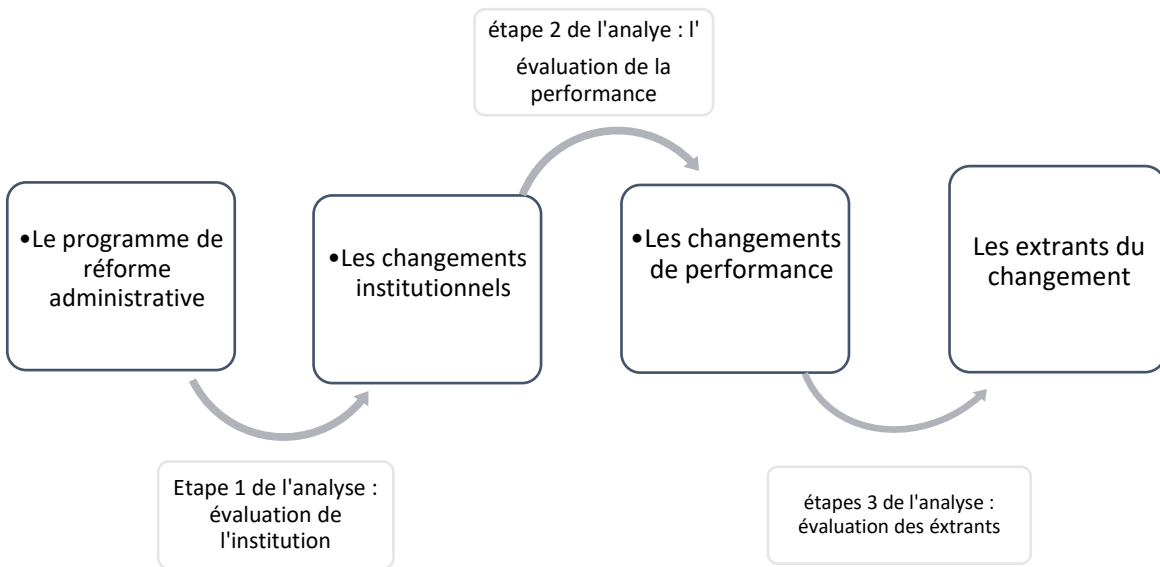 étape 2 de l'analye : l'
évaluation de la
performance
•Le programme de
réforme
administrative
•Les changements
institutionnels
•Les changements
de performance
Les extrants du
changement
Etape 1 de l'analyse :
évaluation de
l'institution
étapes 3 de l'analyse :
évaluation des éxtrants